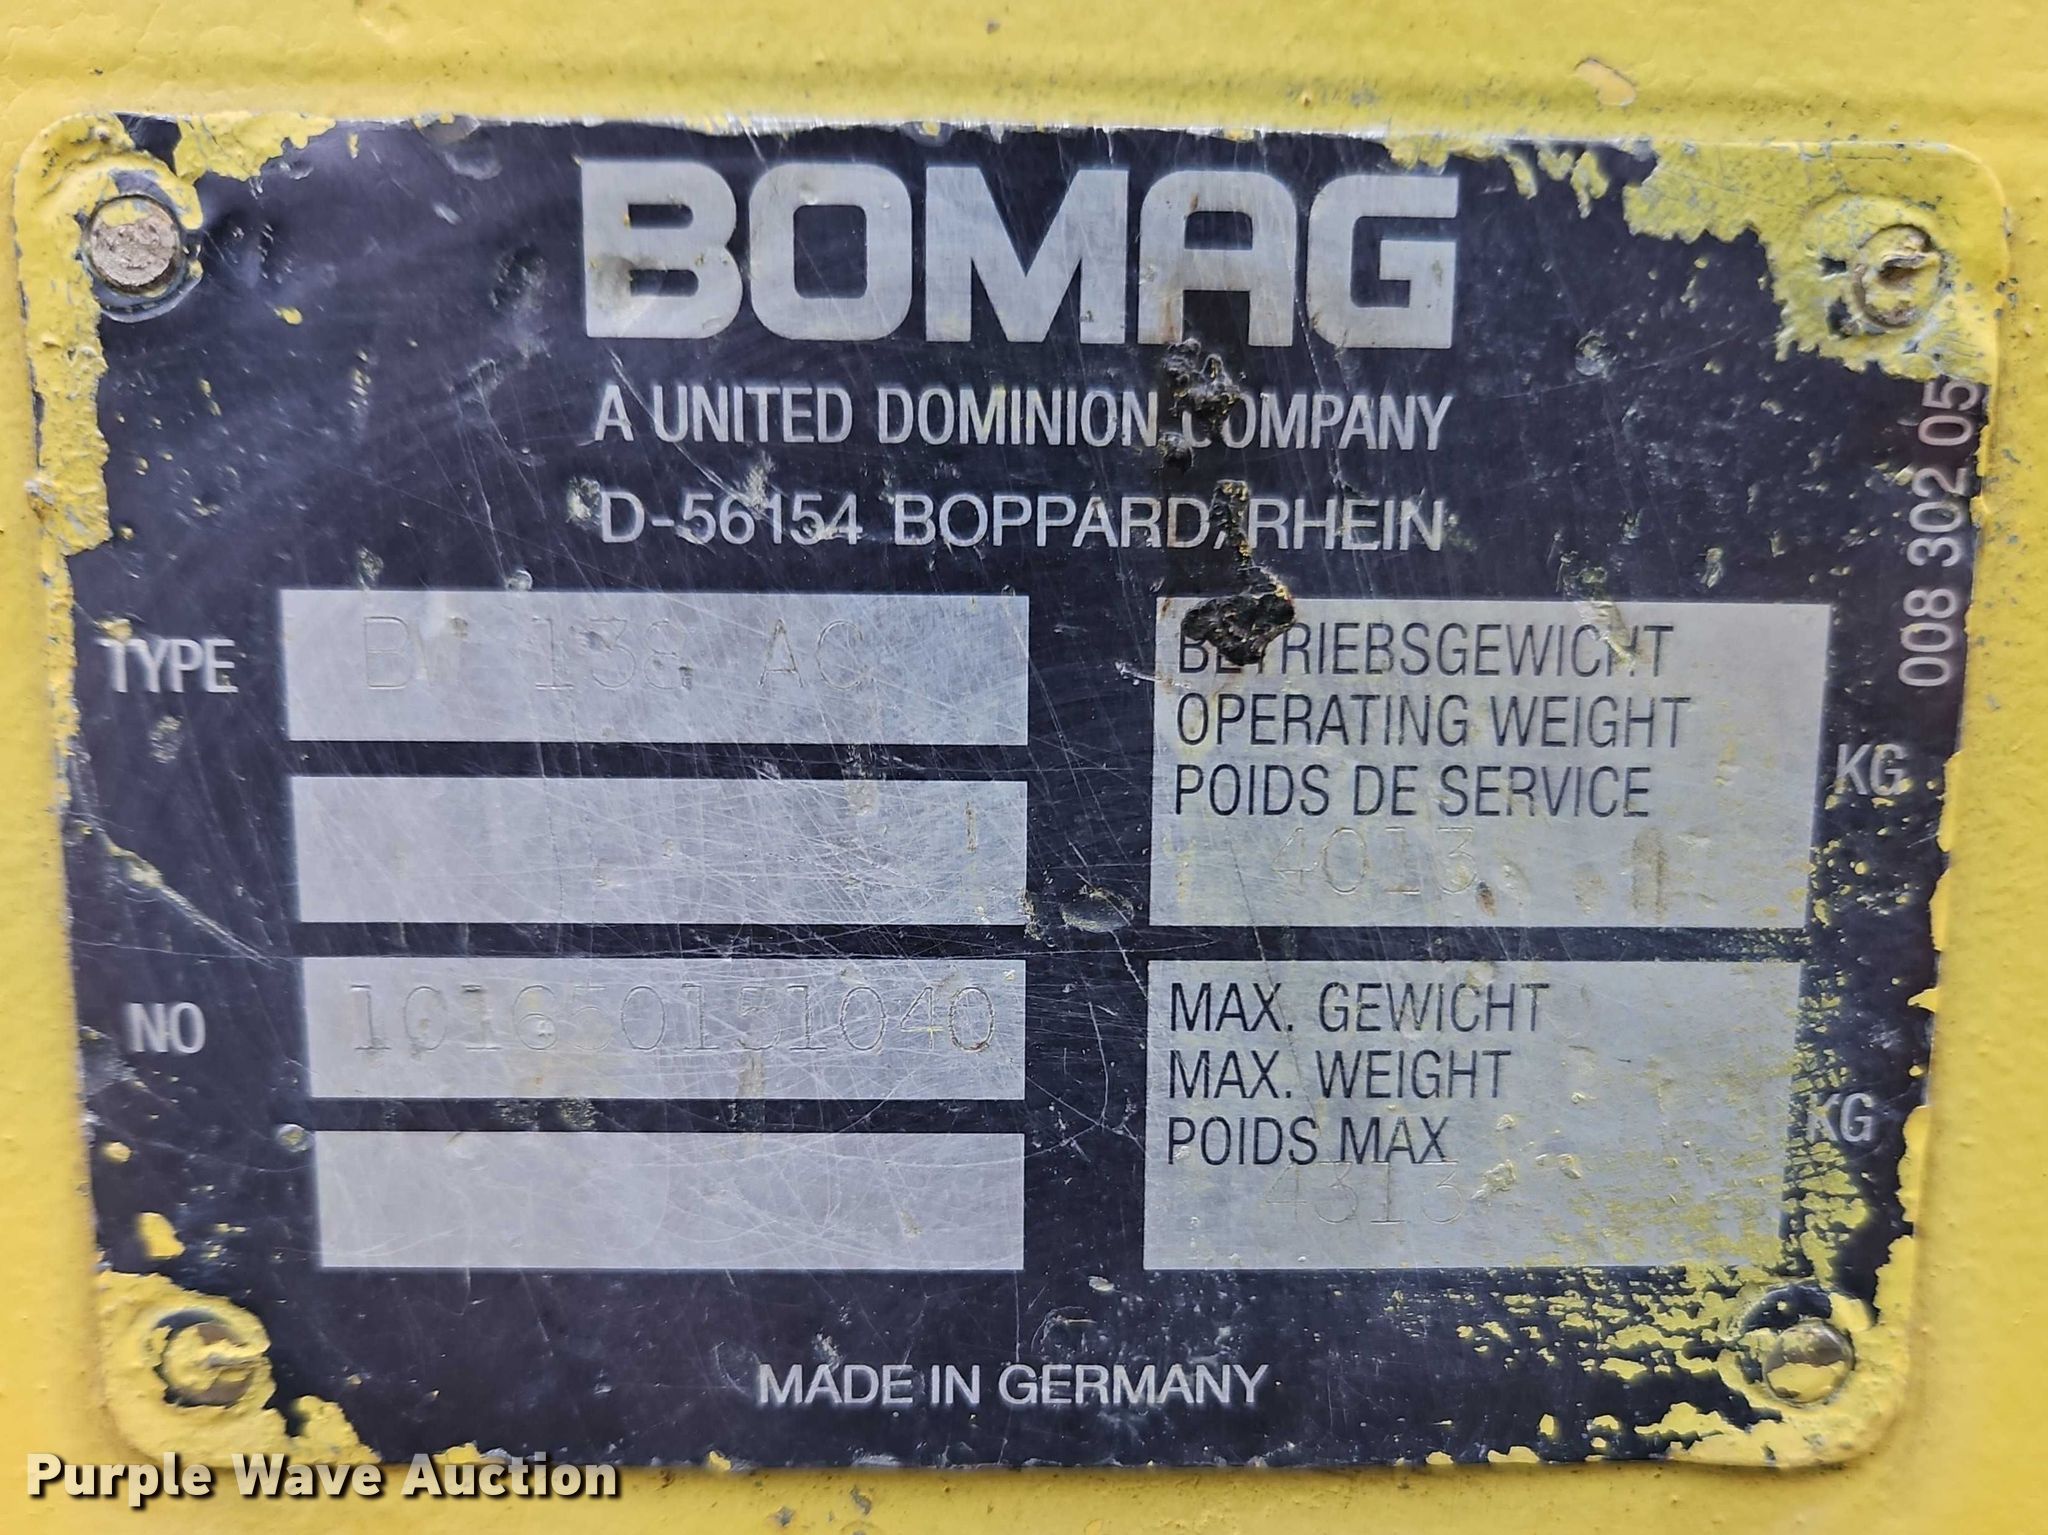 BOMAG
A UNITED DOMINION COMPANY
D-56154 BOPPARD/RHEIN
008 302 05
TYPE BW 138 AC
BETRIEBSGEWICHT
OPERATING WEIGHT
POIDS DE SERVICE
4013 KG
NO 101650151040
MAX. GEWICHT
MAX. WEIGHT
POIDS MAX
4313 KG
MADE IN GERMANY
Purple Wave Auction